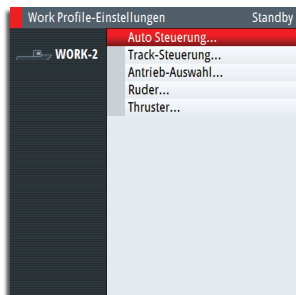 Work Profile-Einstellungen Standby
WORK-2
Auto Steuerung...
Track-Steuerung...
Antrieb-Auswahl...
Ruder...
Thruster...